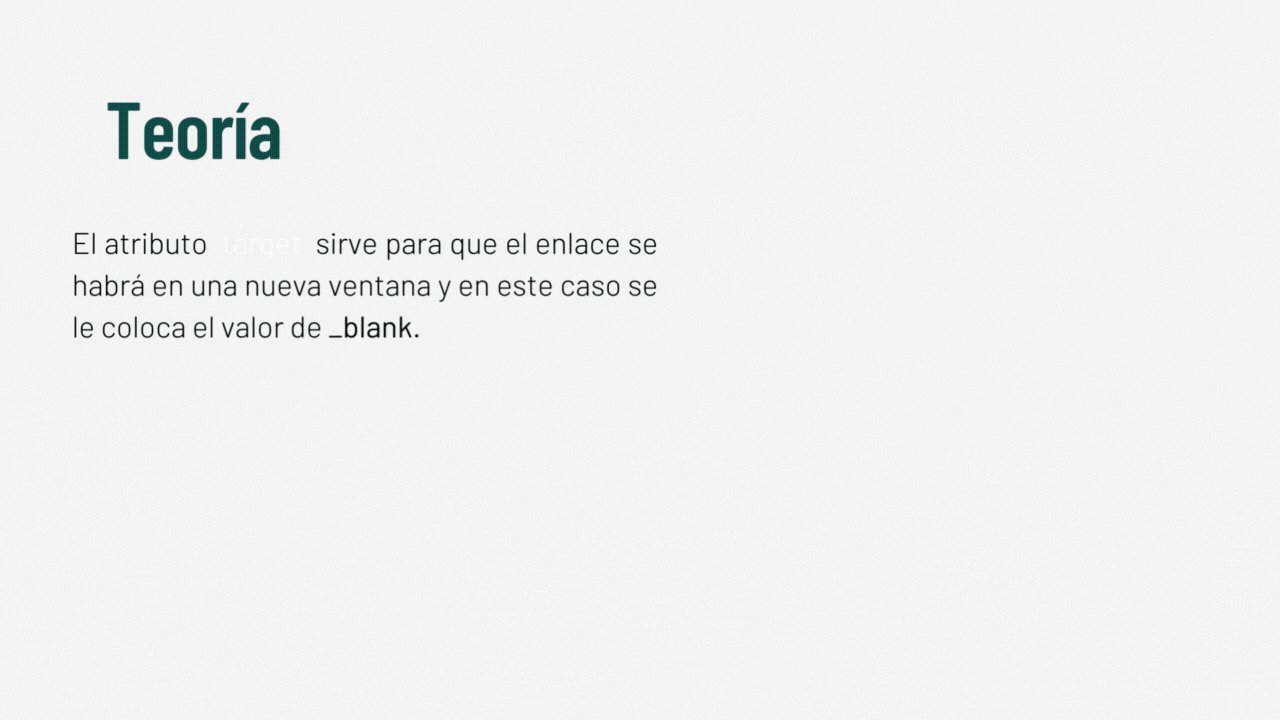 Teoría
El atributo target sirve para que el enlace se
habrá en una nueva ventana y en este caso se
le coloca el valor de _blank.